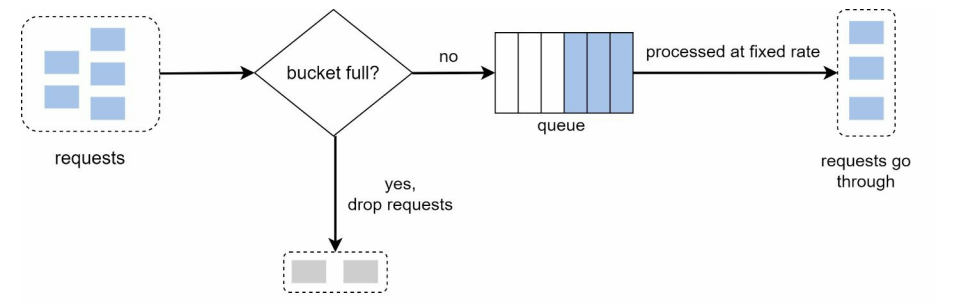 requests
bucket full?
no
yes,
drop requests
queue
processed at fixed rate
requests go
through